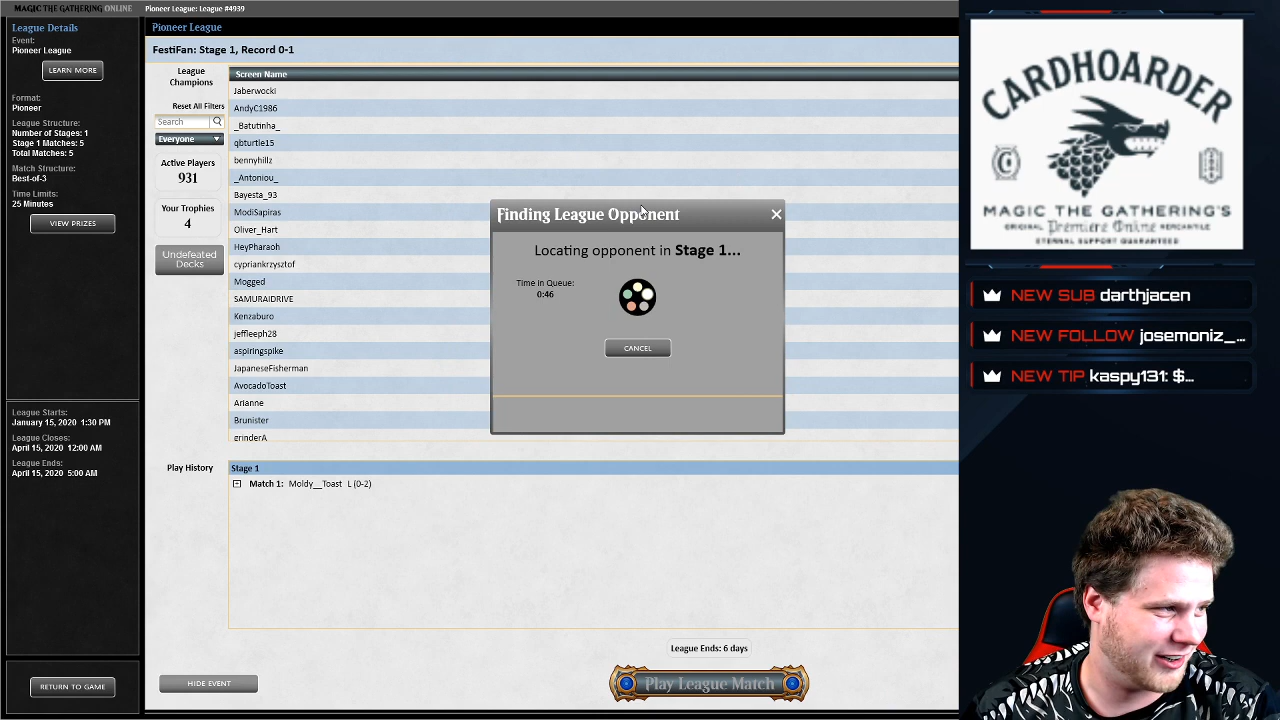 MAGIC THE GATHERING ONLINE
Pioneer League: League #4939
League Details
Event:
Pioneer League
LEARN MORE
Format:
Pioneer
League Structure:
Number of Stages: 1
Stage 1 Matches: 5
Total Matches: 5
Match Structure:
Best-of-3
Time Limits:
25 Minutes
VIEW PRIZES
League Starts:
January 15, 2020 1:30 PM
League Closes:
April 15, 2020 12:00 AM
League Ends:
April 15, 2020 5:00 AM
RETURN TO GAME
Pioneer League
FestiFan: Stage 1, Record 0-1
League
Champions
Reset All Filters
Search
Everyone
Active Players
931
Your Trophies
4
Undefeated
Decks
Screen Name
Jaberwocki
AndyC1986
_Batutinha_
qbturtle15
bennyhillz
_Antoniou_
Bayesta_93
ModiSapiras
Oliver_Hart
HeyPharaoh
cypriankrzysztof
Mogged
SAMURAIDRIVE
Kenzaburo
jeffleeph28
aspiringspike
JapaneseFisherman
AvocadoToast
Arianne
Brunister
grinderA
Finding League Opponent
Locating opponent in Stage 1...
Time in Queue:
0:46
CANCEL
Play History
Stage 1
Match 1: Moldy__Toast L (0-2)
League Ends: 6 days
HIDE EVENT
Play League Match
CARDHOARDER
C
MAGIC THE GATHERING'S
ORIGINAL Premiere Online MERCANTILE
ETERNAL SUPPORT GUARANTEED
NEW SUB darthjacen
NEW FOLLOW josemoniz_...
NEW TIP kaspy131: $...